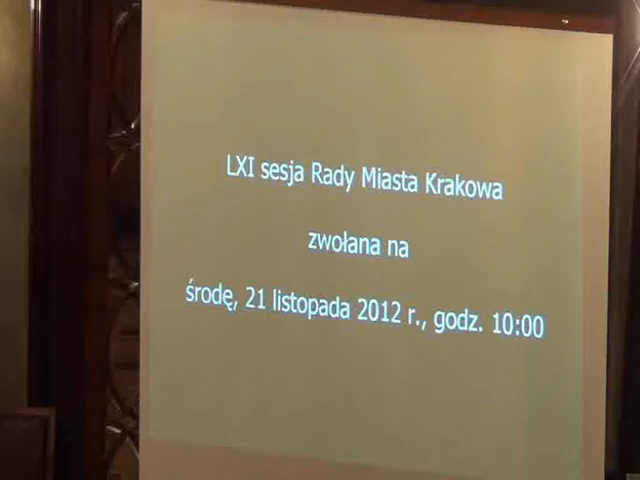 LXI sesja Rady Miasta Krakowa
zwołana na
środę, 21 listopada 2012 r., godz. 10:00